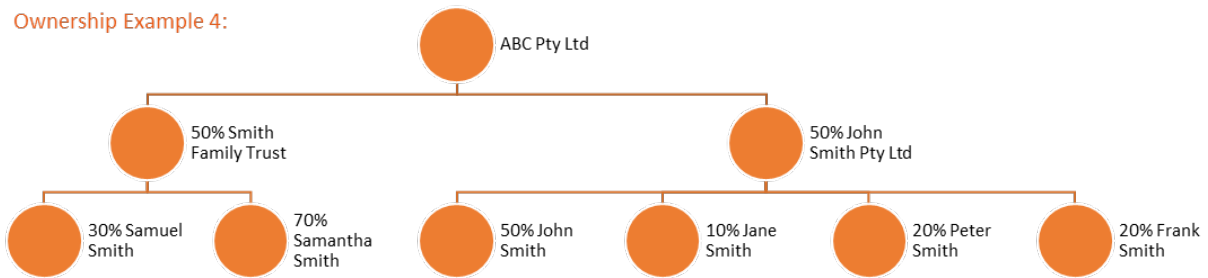 Ownership Example 4:
ABC Pty Ltd
50% Smith
Family Trust
50% John
Smith Pty Ltd
30% Samuel
Smith
70%
Samantha
Smith
50% John
Smith
10% Jane
Smith
20% Peter
Smith
20% Frank
Smith